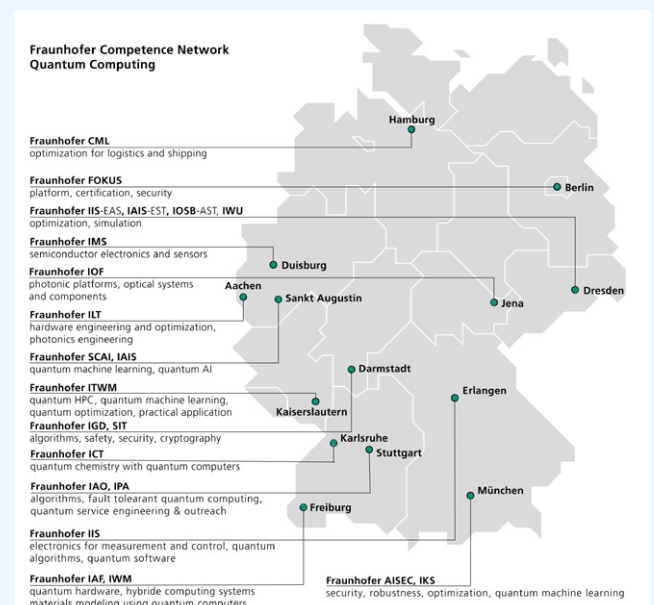 Fraunhofer Competence Network
Quantum Computing
Hamburg
Fraunhofer CML
optimization for logistics and shipping
Fraunhofer FOKUS
platform, certification, security
Berlin
Fraunhofer IIS-EAS, IAIS-EST, IOSB-AST, IWU
optimization, simulation
Fraunhofer IMS
semiconductor electronics and sensors
Duisburg
Fraunhofer IOF
photonic platforms, optical systems
and components
Aachen
Sankt Augustin
Jena
Dresden
Fraunhofer ILT
hardware engineering and optimization,
photonics engineering
Fraunhofer SCAI, IAIS
quantum machine learning, quantum AI
Darmstadt
Fraunhofer ITWM
quantum HPC, quantum machine learning,
quantum optimization, practical application
Kaiserslautern
Erlangen
Fraunhofer IGD, SIT
algorithms, safety, security, cryptography
Karlsruhe
Fraunhofer ICT
quantum chemistry with quantum computers
Stuttgart
Fraunhofer IAO, IPA
algorithms, fault tolearant quantum computing,
quantum service engineering & outreach
München
Freiburg
Fraunhofer IIS
electronics for measurement and control, quantum
algorithms, quantum software
Fraunhofer IAF, IWM
quantum hardware, hybride computing systems
materials modeling using quantum computers
Fraunhofer AISEC, IKS
security, robustness, optimization, quantum machine learning